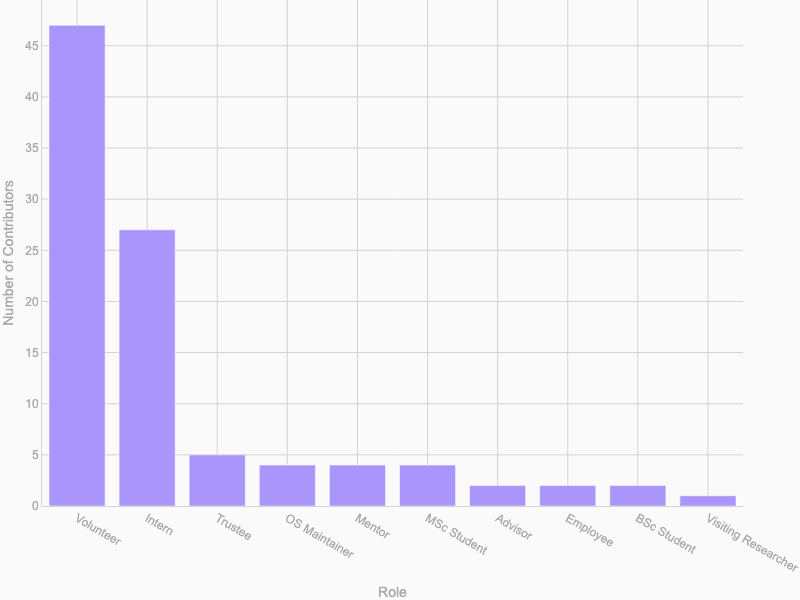 Number of Contributors
45
40
35
30
25
20
15
10
5
0
Volunteer
Intern
Trustee
OS Maintainer
Mentor
MSc Student
Advisor
Employee
BSc Student
Visiting Researcher
Role